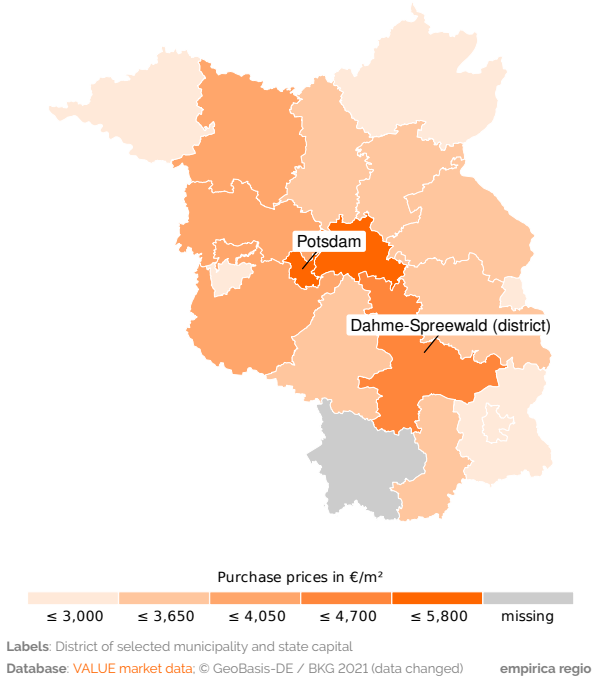 Potsdam
Dahme-Spreewald (district)
Purchase prices in €/m²
≤ 3,000 ≤ 3,650 ≤ 4,050 ≤ 4,700 ≤ 5,800 missing
Labels: District of selected municipality and state capital
Database: VALUE market data; © GeoBasis-DE / BKG 2021 (data changed) empirica regio